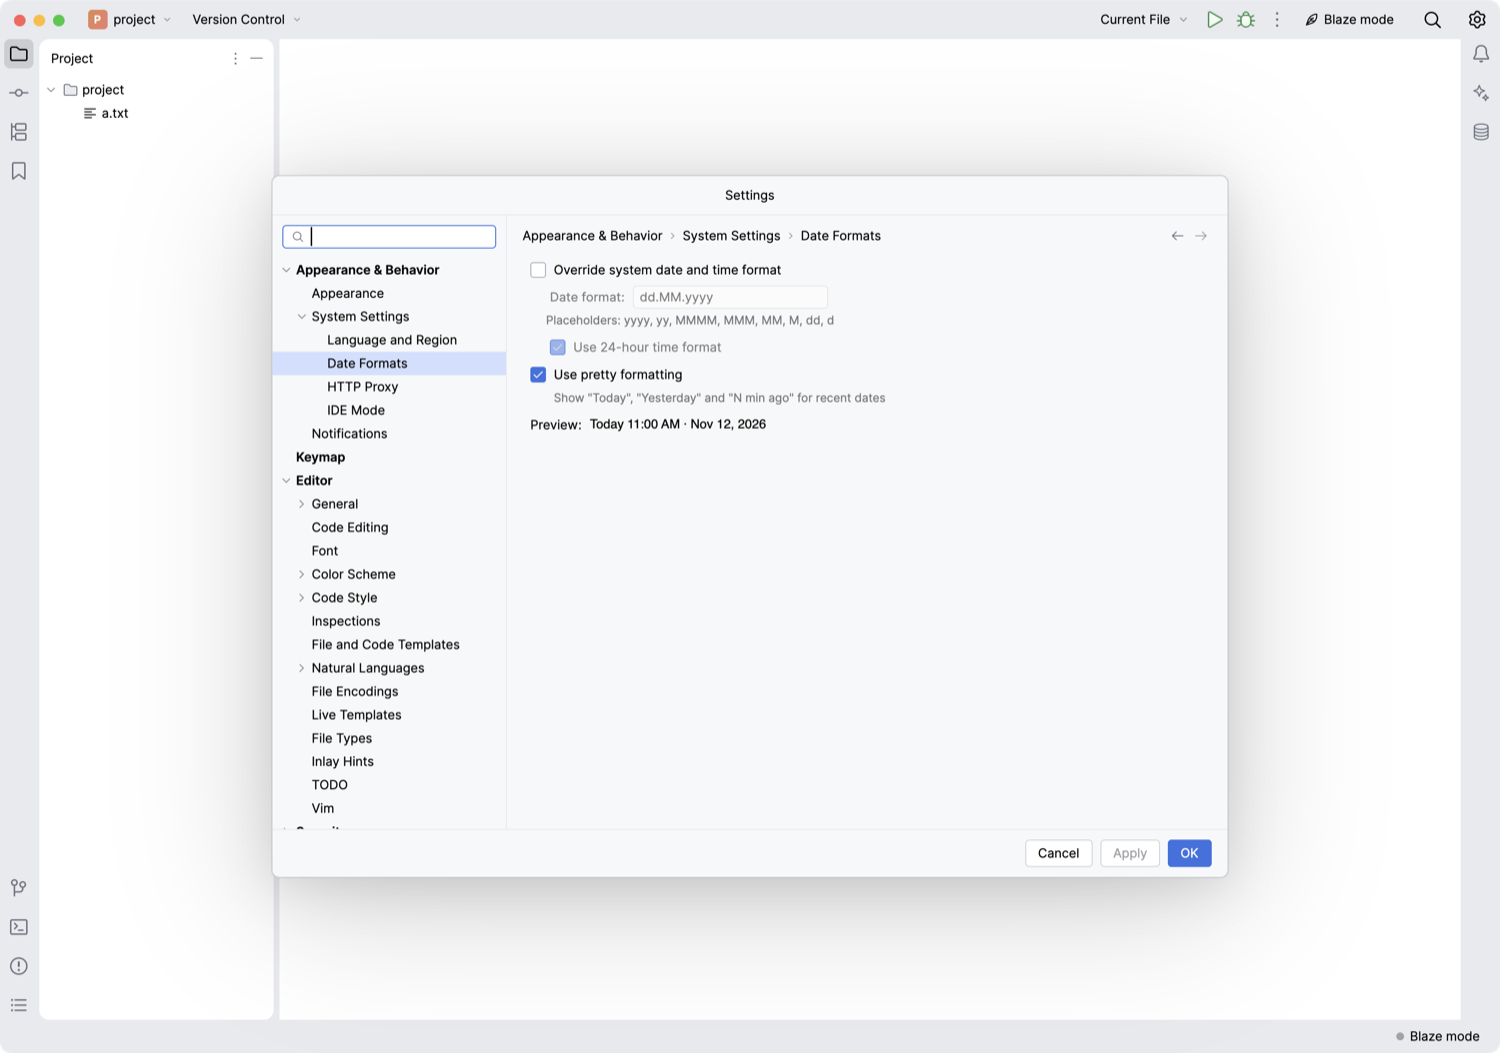 P project Version Control Current File Blaze mode
Project
project
a.txt
Settings
Appearance & Behavior
Appearance
System Settings
Language and Region
Date Formats
HTTP Proxy
IDE Mode
Notifications
Keymap
Editor
General
Code Editing
Font
Color Scheme
Code Style
Inspections
File and Code Templates
Natural Languages
File Encodings
Live Templates
File Types
Inlay Hints
TODO
Vim
Appearance & Behavior › System Settings › Date Formats
Override system date and time format
Date format: dd.MM.yyyy
Placeholders: yyyy, yy, MMMM, MMM, MM, M, dd, d
Use 24-hour time format
Use pretty formatting
Show "Today", "Yesterday" and "N min ago" for recent dates
Preview: Today 11:00 AM · Nov 12, 2026
Cancel Apply OK
Blaze mode